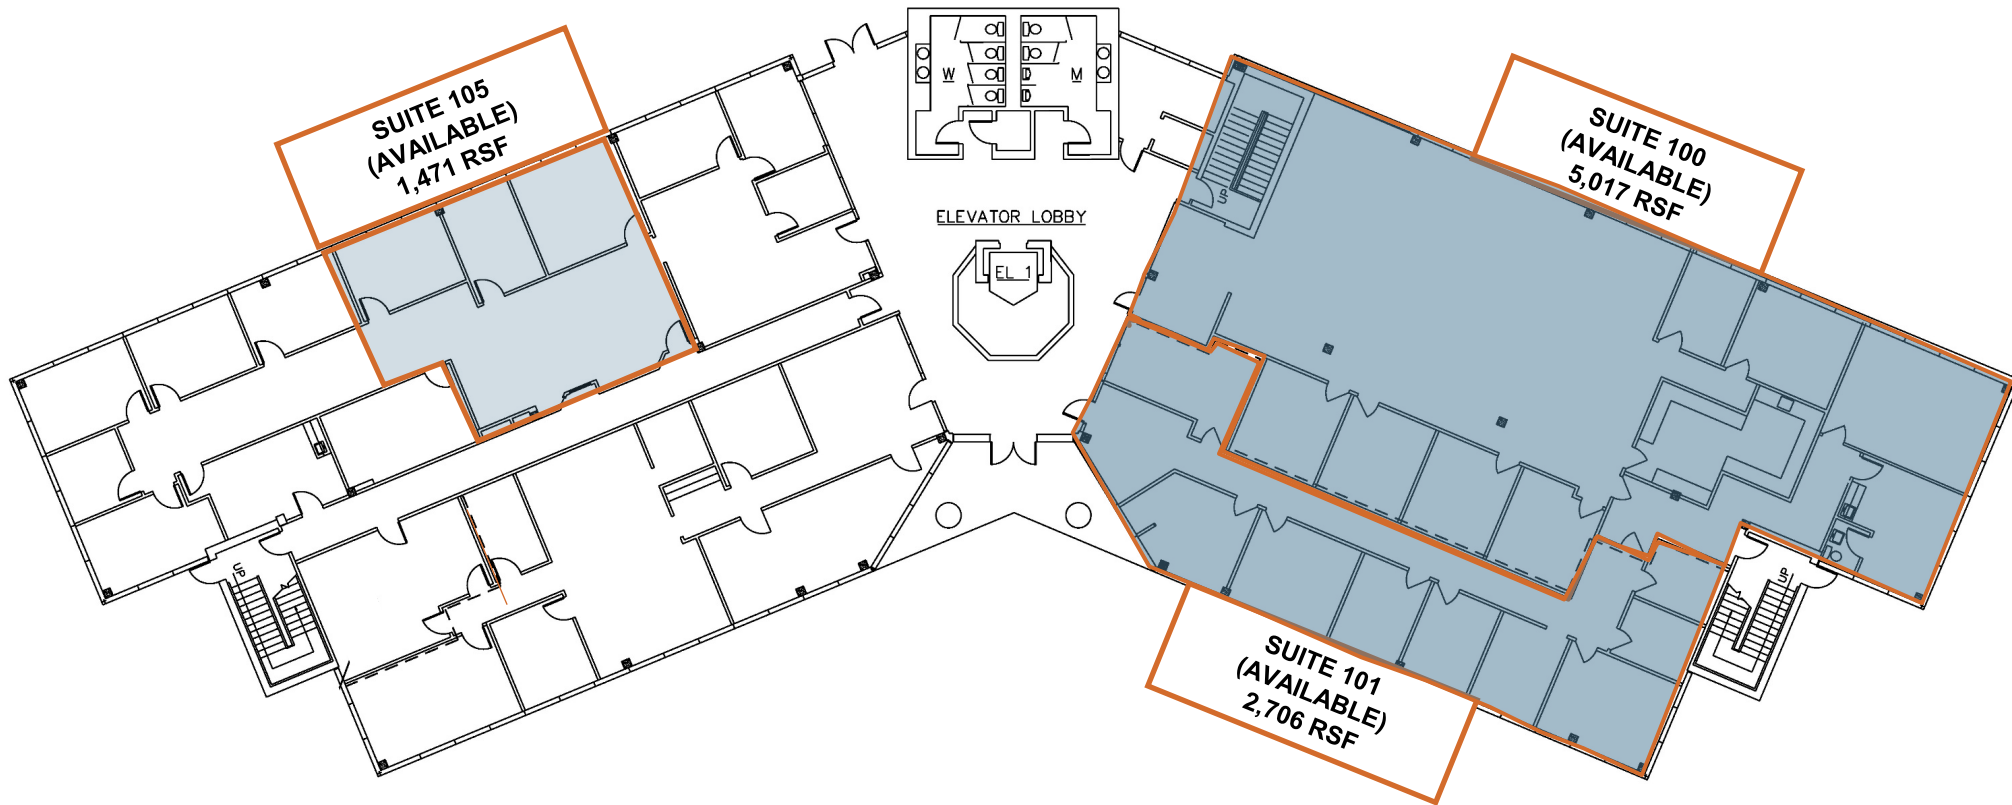 SUITE 105
(AVAILABLE)
1,471 RSF
W
M
SUITE 100
(AVAILABLE)
5,017 RSF
UP
ELEVATOR LOBBY
EL 1
UP
UP
SUITE 101
(AVAILABLE)
2,706 RSF